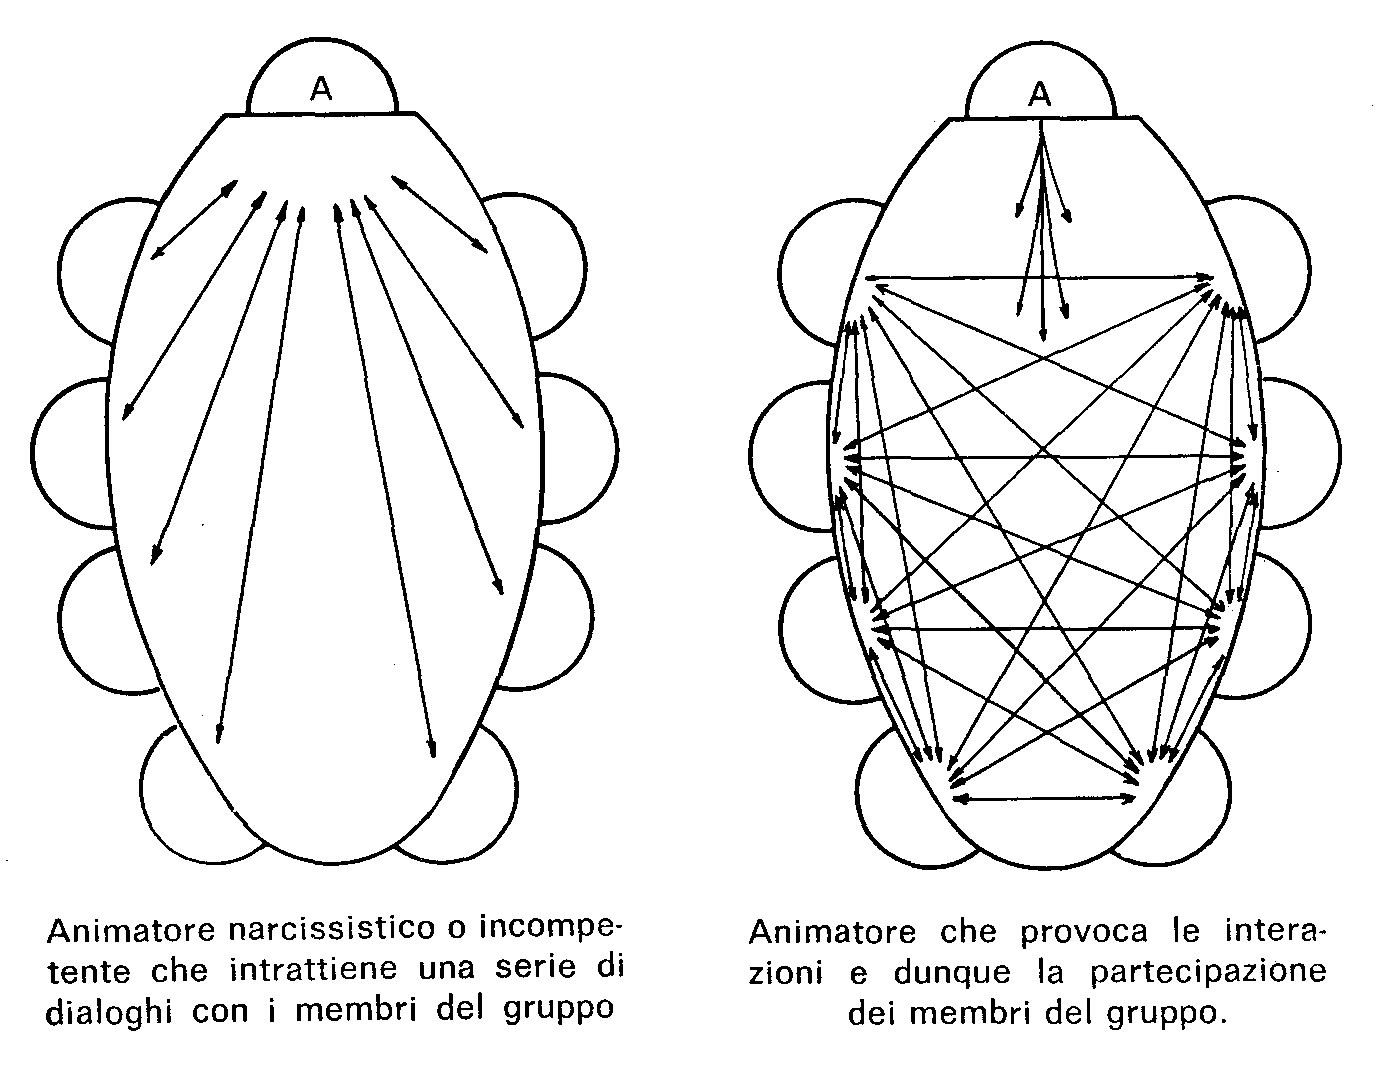 A
A
Animatore narcissistico o incompe-
tente che intrattiene una serie di
dialoghi con i membri del gruppo
Animatore che provoca le intera-
zioni e dunque la partecipazione
dei membri del gruppo.